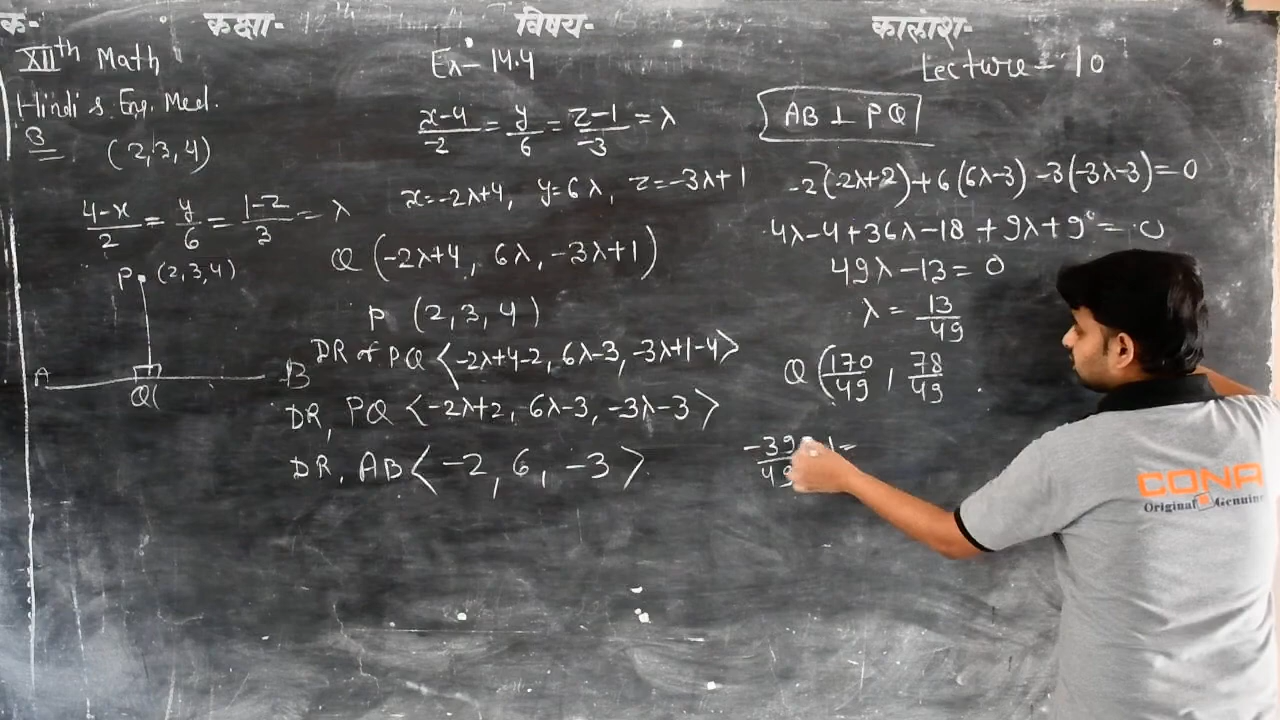 क- कक्षा- 12th विषय- कालांश-
XIIth Math
Ex- 14.4
Lecture - 10
Hindi & Eng. Med.
3 (2,3,4)
4-x/2 = y/6 = 1-z/3 = λ
P (2,3,4)
A B
Q(
x-4/-2 = y/6 = z-1/-3 = λ
x=-2λ+4, y=6λ, z=-3λ+1
Q (-2λ+4, 6λ, -3λ+1)
P (2,3,4)
DR of PQ <-2λ+4-2, 6λ-3, -3λ+1-4>
DR, PQ <-2λ+2, 6λ-3, -3λ-3>
DR, AB <-2, 6, -3>
AB ⊥ PQ
-2(-2λ+2)+6(6λ-3)-3(-3λ-3)=0
4λ-4+36λ-18+9λ+9=0
49λ-13=0
λ = 13/49
Q (170/49, 78/49
-39/49
CONA
Original Genuine